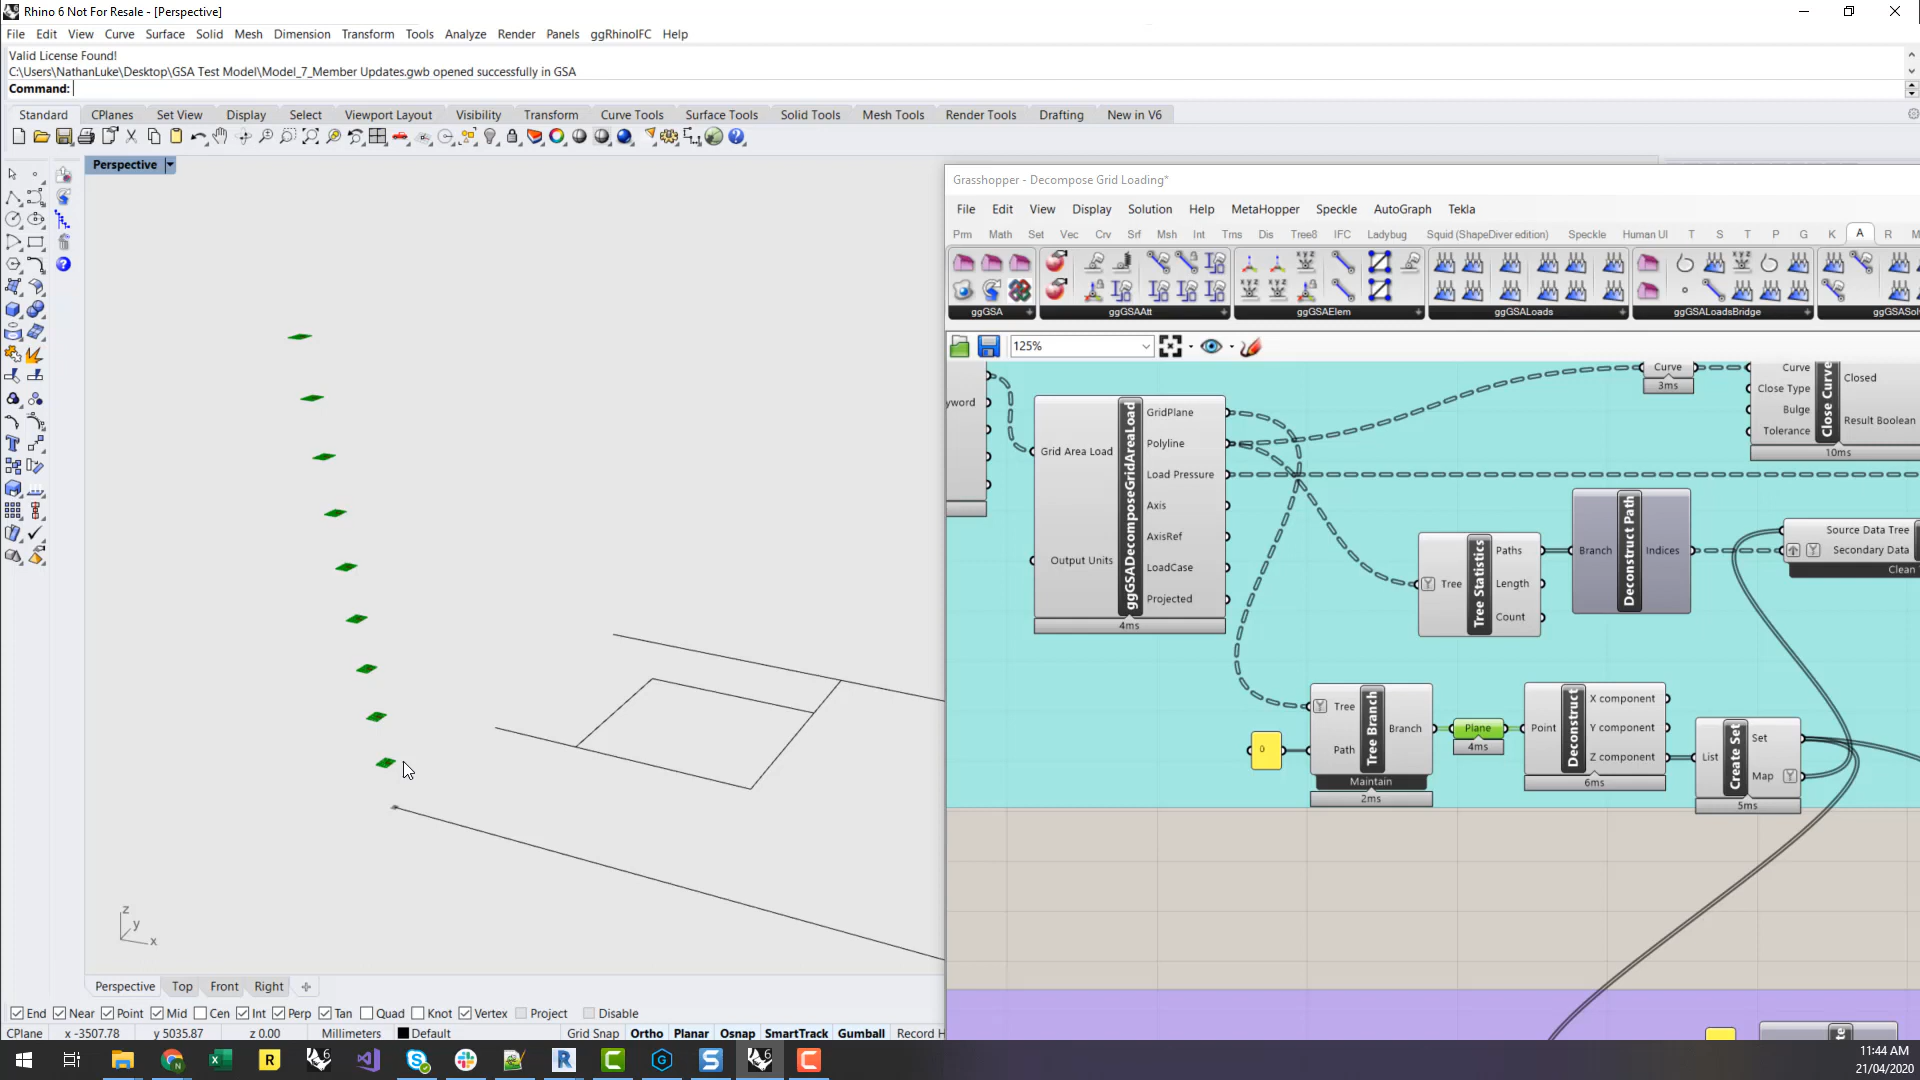 Rhino 6 Not For Resale - [Perspective]
File Edit View Curve Surface Solid Mesh Dimension Transform Tools Analyze Render Panels ggRhinoIFC Help
Valid License Found!
C:\Users\NathanLuke\Desktop\GSA Test Model\Model_7_Member Updates.gwb opened successfully in GSA
Command:
Standard CPlanes Set View Display Select Viewport Layout Visibility Transform Curve Tools Surface Tools Solid Tools Mesh Tools Render Tools Drafting New in V6
Perspective
Grasshopper - Decompose Grid Loading*
File Edit View Display Solution Help MetaHopper Speckle AutoGraph Tekla
Prm Math Set Vec Crv Srf Msh Int Trns Dis Tree8 IFC Ladybug Squid (ShapeDiver edition) Speckle Human UI T S T P G K A R
ggGSA ggGSAAtt ggGSAElem ggGSALoads ggGSALoadsBridge ggGSASol
125%
yword
Grid Area Load
Output Units
ggGSADecomposeGridAreaLoad
GridPlane
Polyline
Load Pressure
Axis
AxisRef
LoadCase
Projected
4ms
Curve
3ms
Curve
Close Type
Bulge
Tolerance
Close Curve
Closed
Result Boolean
10ms
Tree
Tree Statistics
Paths
Length
Count
Branch
Deconstruct Path
Indices
Source Data Tree
Secondary Data
Clean
0
Tree
Path
Tree Branch
Branch
Maintain
2ms
Plane
4ms
Point
Deconstruct
X component
Y component
Z component
6ms
List
Create Set
Set
Map
5ms
te
z
y
x
Perspective Top Front Right
End Near Point Mid Cen Int Perp Tan Quad Knot Vertex Project Disable
CPlane x -3507.78 y 5035.87 z 0.00 Millimeters Default Grid Snap Ortho Planar Osnap SmartTrack Gumball Record H
11:44 AM
21/04/2020